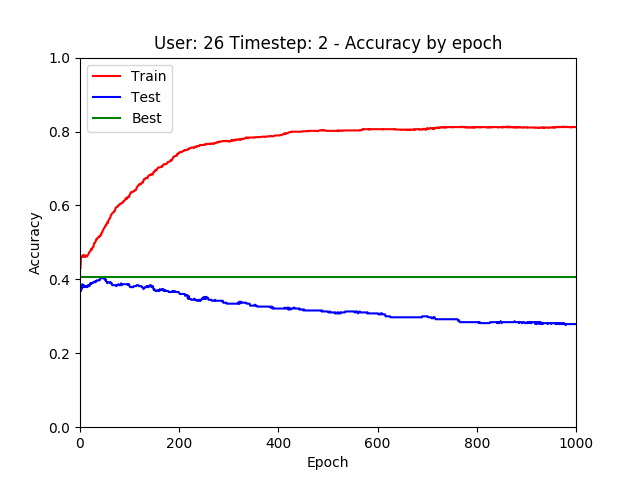 User: 26 Timestep: 2 - Accuracy by epoch
1.0
0.8
0.6
0.4
0.2
0.0
Accuracy
Train
Test
Best
0 200 400 600 800 1000
Epoch